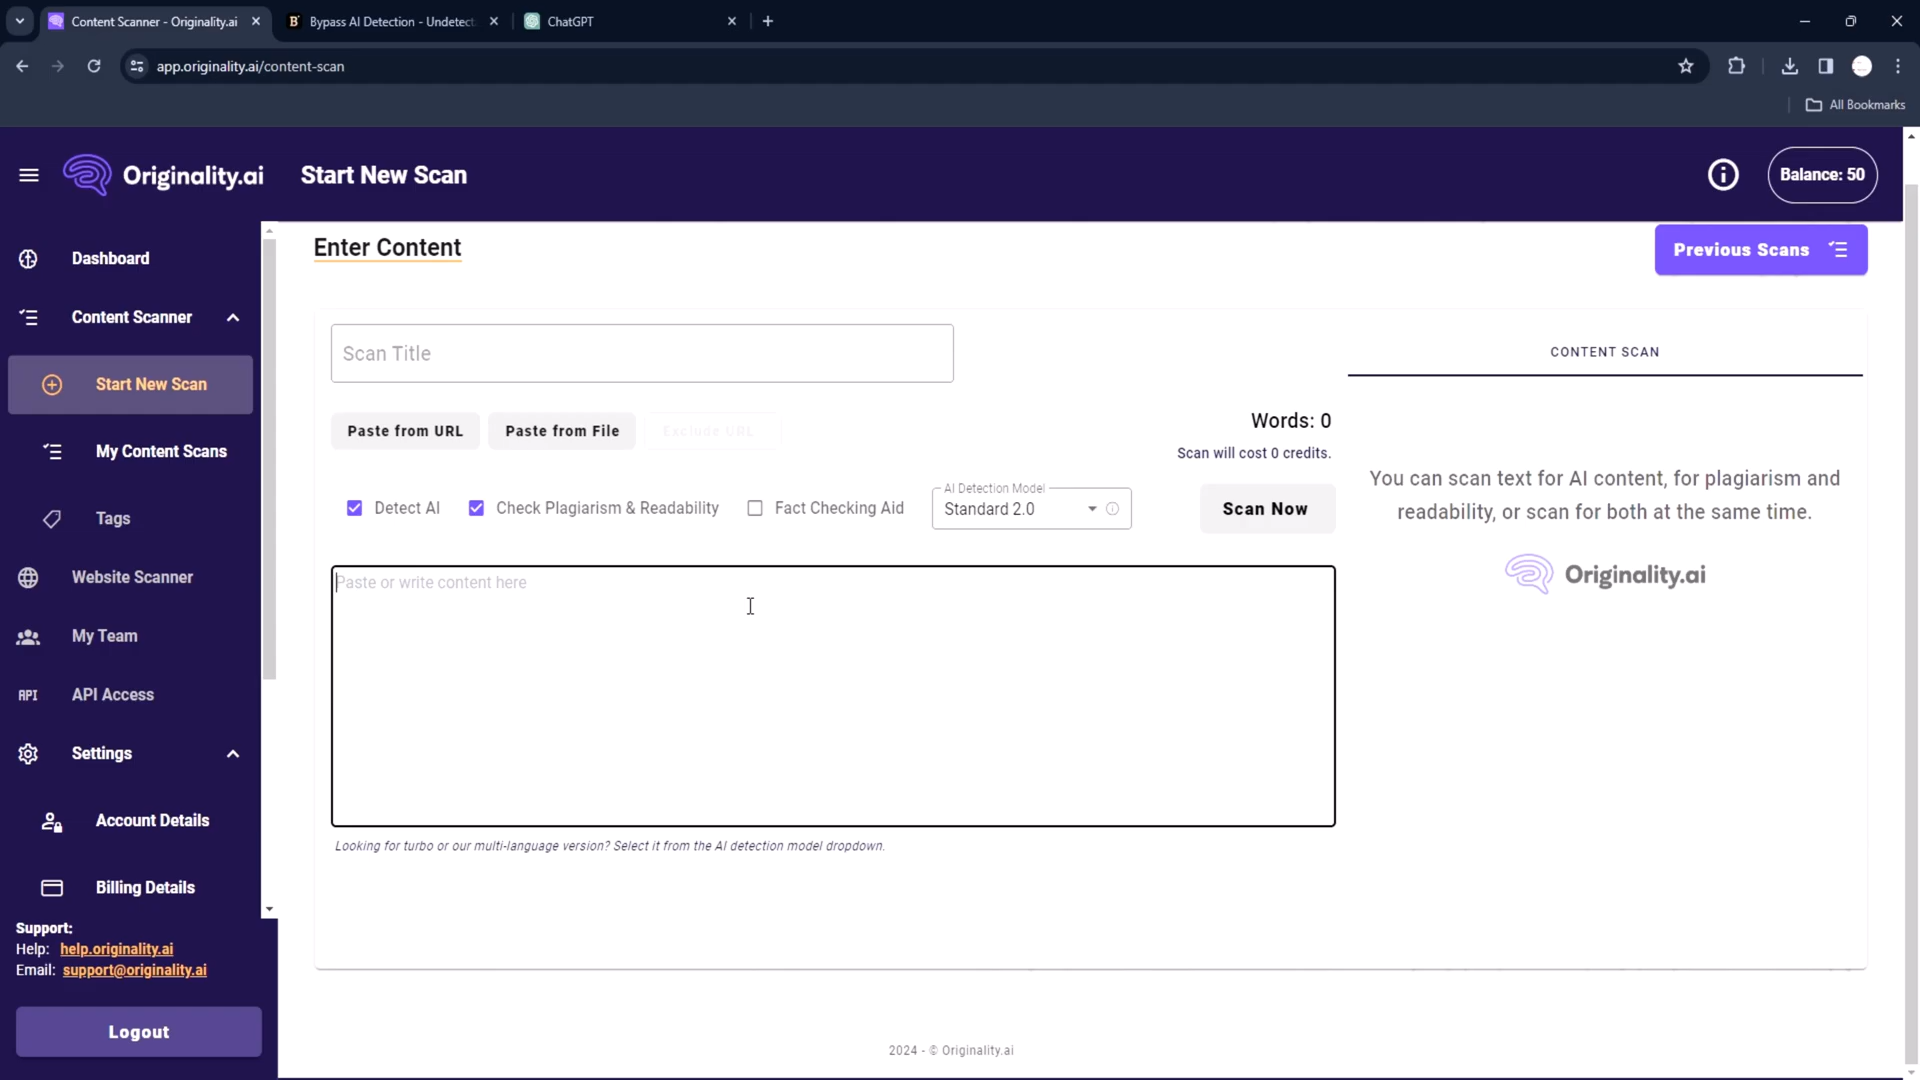 Content Scanner - Originality.ai
Bypass AI Detection - Undetect
ChatGPT
app.originality.ai/content-scan
All Bookmarks
Originality.ai
Start New Scan
Balance: 50
Dashboard
Content Scanner
Start New Scan
My Content Scans
Tags
Website Scanner
My Team
API
API Access
Settings
Account Details
Billing Details
Support:
Help: help.originality.ai
Email: support@originality.ai
Logout
Enter Content
Previous Scans
Scan Title
CONTENT SCAN
Paste from URL
Paste from File
Exclude URL
Words: 0
Scan will cost 0 credits.
Detect AI
Check Plagiarism & Readability
Fact Checking Aid
AI Detection Model
Standard 2.0
Scan Now
You can scan text for AI content, for plagiarism and
readability, or scan for both at the same time.
Originality.ai
Paste or write content here
Looking for turbo or our multi-language version? Select it from the AI detection model dropdown.
2024 - © Originality.ai